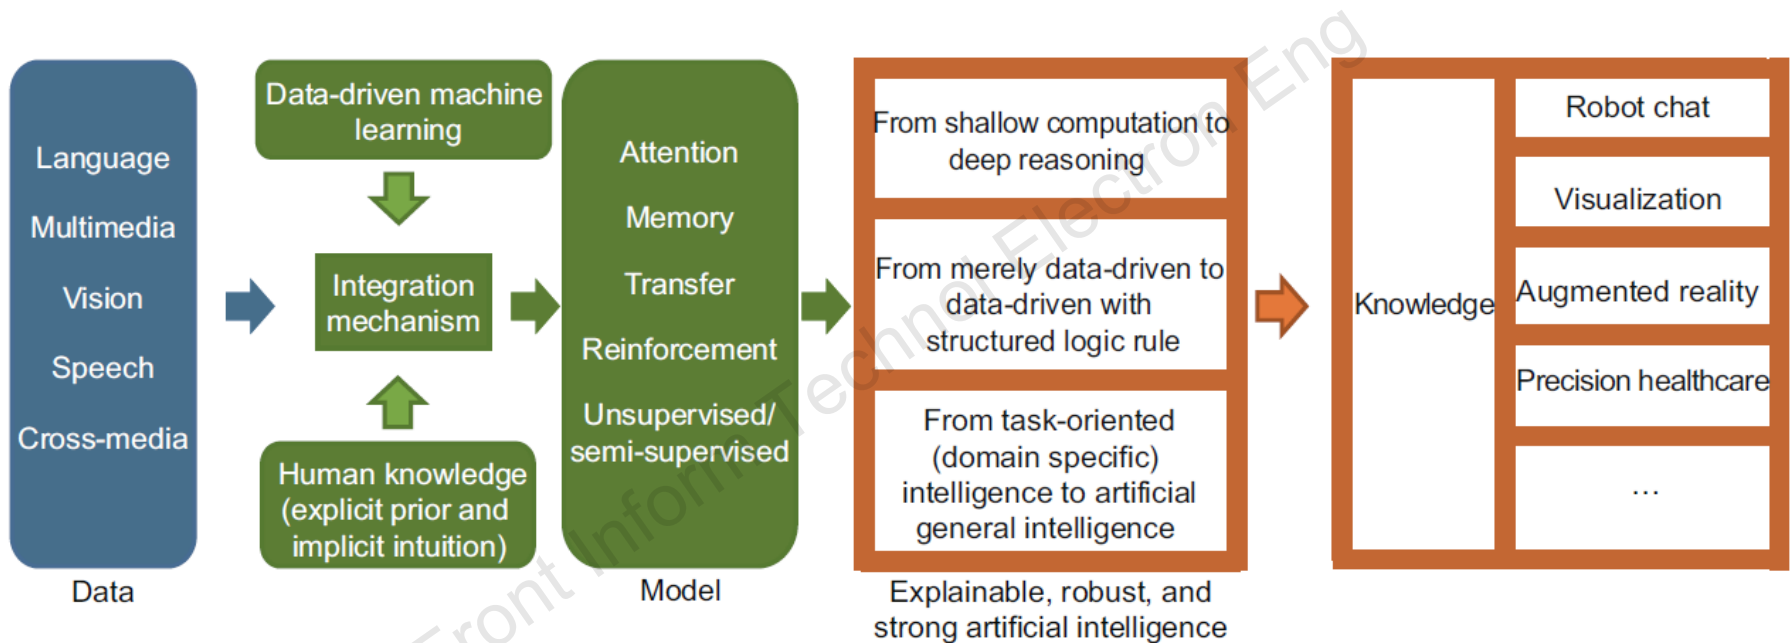 Language
Multimedia
Vision
Speech
Cross-media
Data
Data-driven machine
learning
Integration
mechanism
Human knowledge
(explicit prior and
implicit intuition)
Attention
Memory
Transfer
Reinforcement
Unsupervised/
semi-supervised
Model
From shallow computation to
deep reasoning
From merely data-driven to
data-driven with
structured logic rule
From task-oriented
(domain specific)
intelligence to artificial
general intelligence
Explainable, robust, and
strong artificial intelligence
Knowledge
Robot chat
Visualization
Augmented reality
Precision healthcare
...
Front Inform Technol Electron Eng